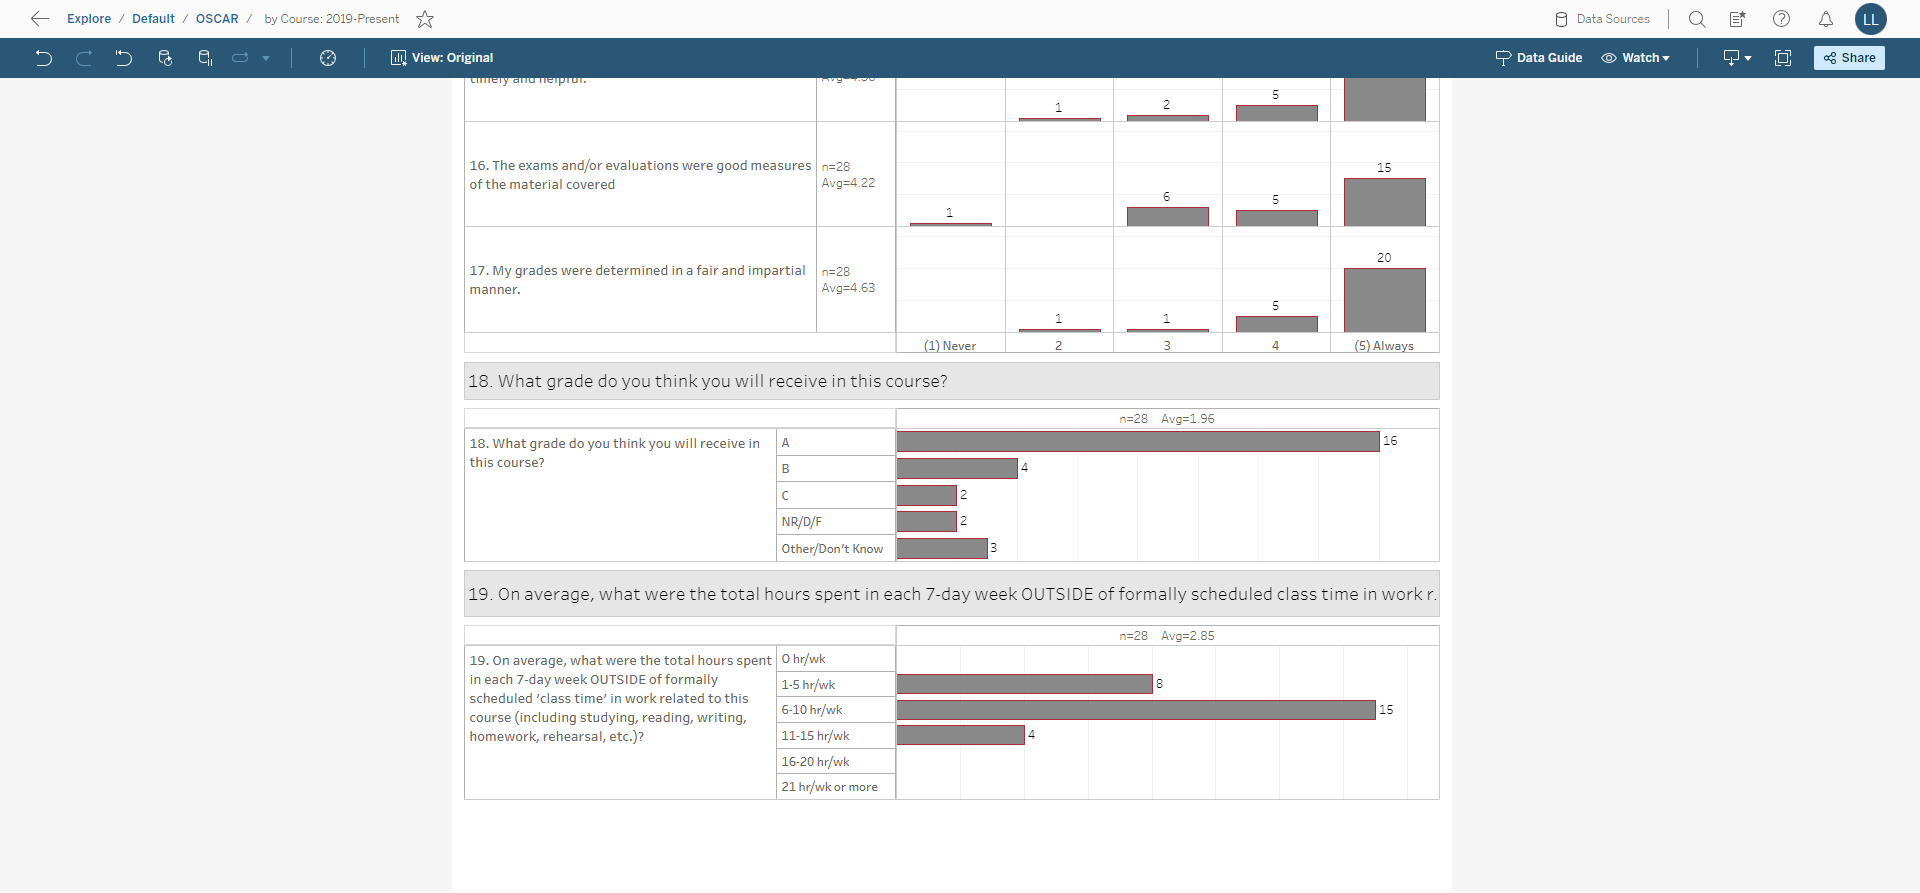 Explore / Default / OSCAR / by Course: 2019-Present
Data Sources
LL
View: Original
Data Guide
Watch
Share
timely and helpful.
1
2
5
16. The exams and/or evaluations were good measures
of the material covered
n=28
Avg=4.22
1
6
5
15
17. My grades were determined in a fair and impartial
manner.
n=28
Avg=4.63
1
1
5
20
(1) Never
2
3
4
(5) Always
18. What grade do you think you will receive in this course?
n=28 Avg=1.96
18. What grade do you think you will receive in
this course?
A
16
B
4
C
2
NR/D/F
2
Other/Don't Know
3
19. On average, what were the total hours spent in each 7-day week OUTSIDE of formally scheduled class time in work r.
n=28 Avg=2.85
19. On average, what were the total hours spent
in each 7-day week OUTSIDE of formally
scheduled ‘class time’ in work related to this
course (including studying, reading, writing,
homework, rehearsal, etc.)?
0 hr/wk
1-5 hr/wk
8
6-10 hr/wk
15
11-15 hr/wk
4
16-20 hr/wk
21 hr/wk or more